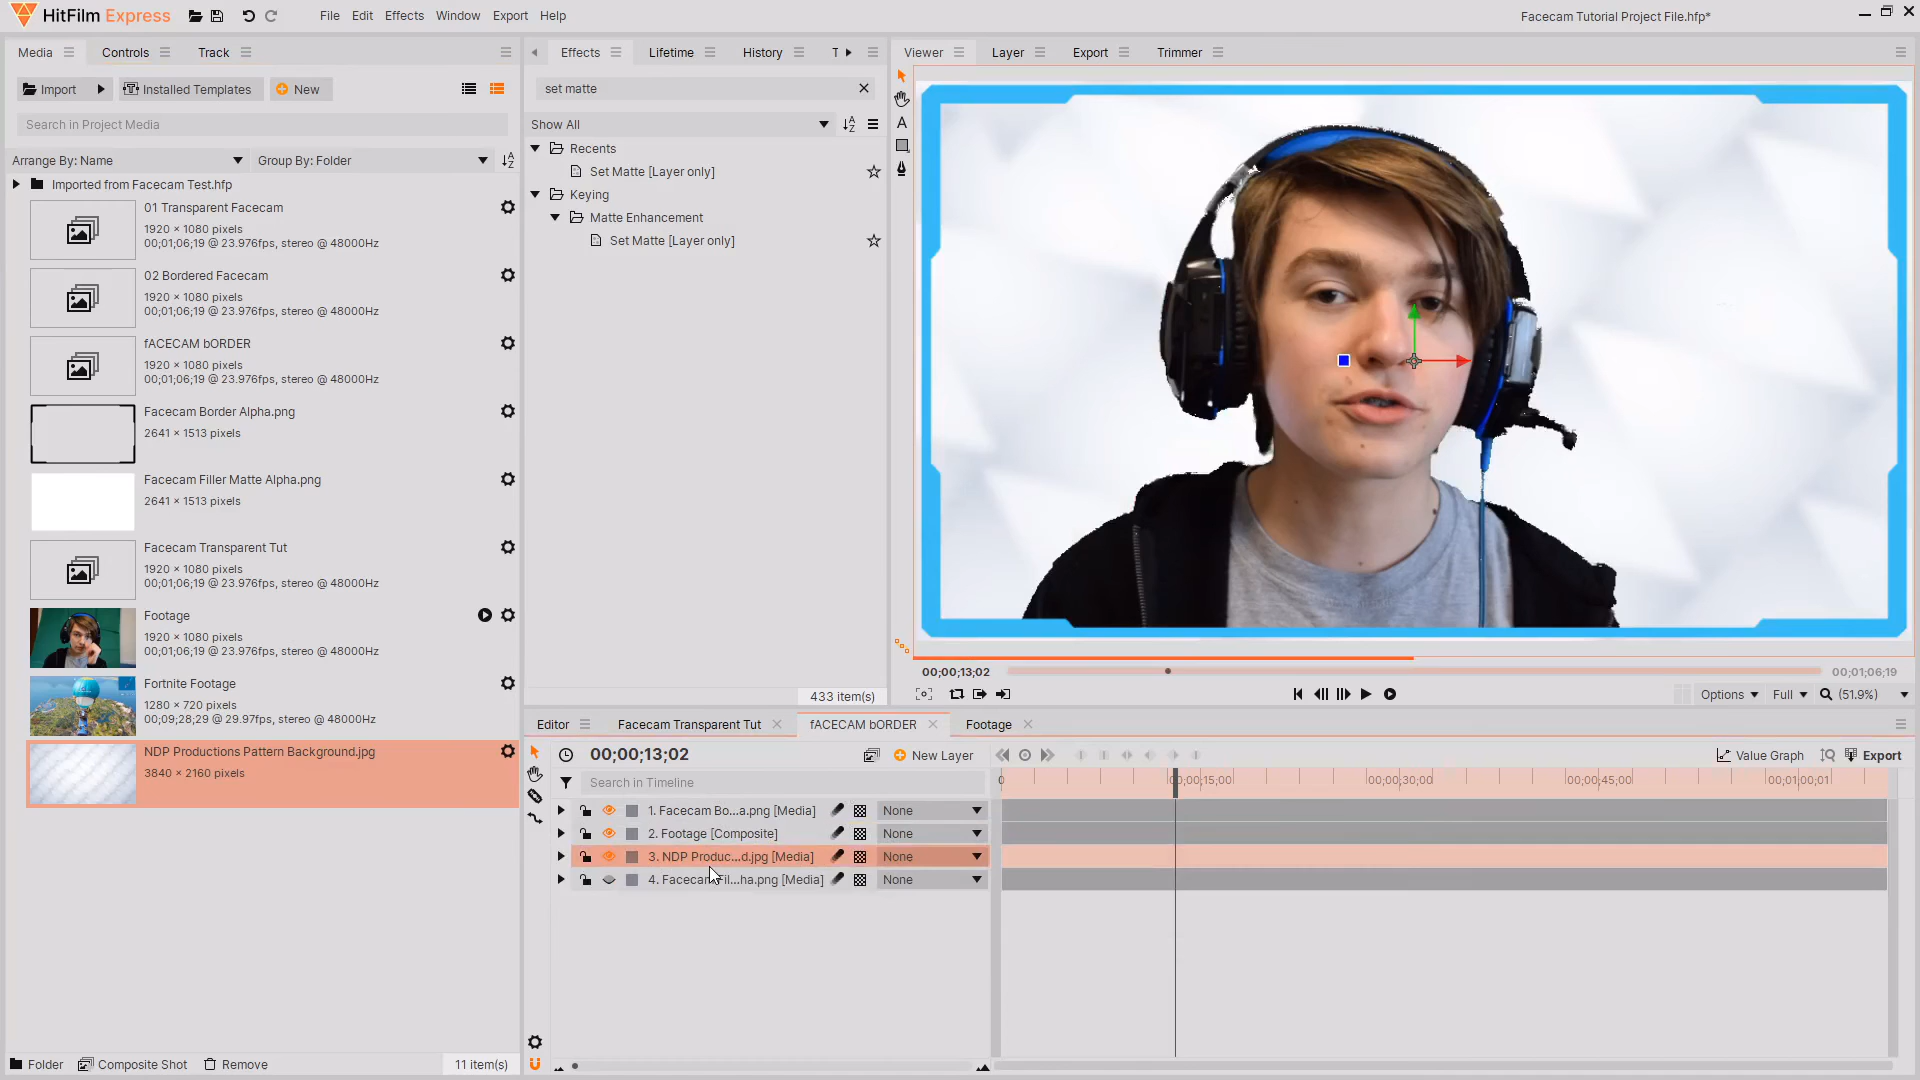 HitFilm Express
File Edit Effects Window Export Help
Facecam Tutorial Project File.hfp*
Media Controls Track
Effects Lifetime History T
Viewer Layer Export Trimmer
Import Installed Templates New
set matte
Search in Project Media
Show All
Arrange By: Name Group By: Folder
Recents
Set Matte [Layer only]
Keying
Matte Enhancement
Set Matte [Layer only]
Imported from Facecam Test.hfp
01 Transparent Facecam
1920 × 1080 pixels
00;01;06;19 @ 23.976fps, stereo @ 48000Hz
02 Bordered Facecam
1920 × 1080 pixels
00;01;06;19 @ 23.976fps, stereo @ 48000Hz
fACECAM bORDER
1920 × 1080 pixels
00;01;06;19 @ 23.976fps, stereo @ 48000Hz
Facecam Border Alpha.png
2641 × 1513 pixels
Facecam Filler Matte Alpha.png
2641 × 1513 pixels
Facecam Transparent Tut
1920 × 1080 pixels
00;01;06;19 @ 23.976fps, stereo @ 48000Hz
Footage
1920 × 1080 pixels
00;01;06;19 @ 23.976fps, stereo @ 48000Hz
Fortnite Footage
1280 × 720 pixels
00;09;28;29 @ 29.97fps, stereo @ 48000Hz
NDP Productions Pattern Background.jpg
3840 × 2160 pixels
433 item(s)
00;00;13;02
00;01;06;19
Options Full (51.9%)
Editor Facecam Transparent Tut fACECAM bORDER Footage
00;00;13;02 New Layer
Value Graph Export
Search in Timeline
0 00;00;15;00 00;00;30;00 00;00;45;00 00;01;00;01
1. Facecam Bo...a.png [Media] None
2. Footage [Composite] None
3. NDP Produc...d.jpg [Media] None
4. Facecam Fil...ha.png [Media] None
Folder Composite Shot Remove 11 item(s)